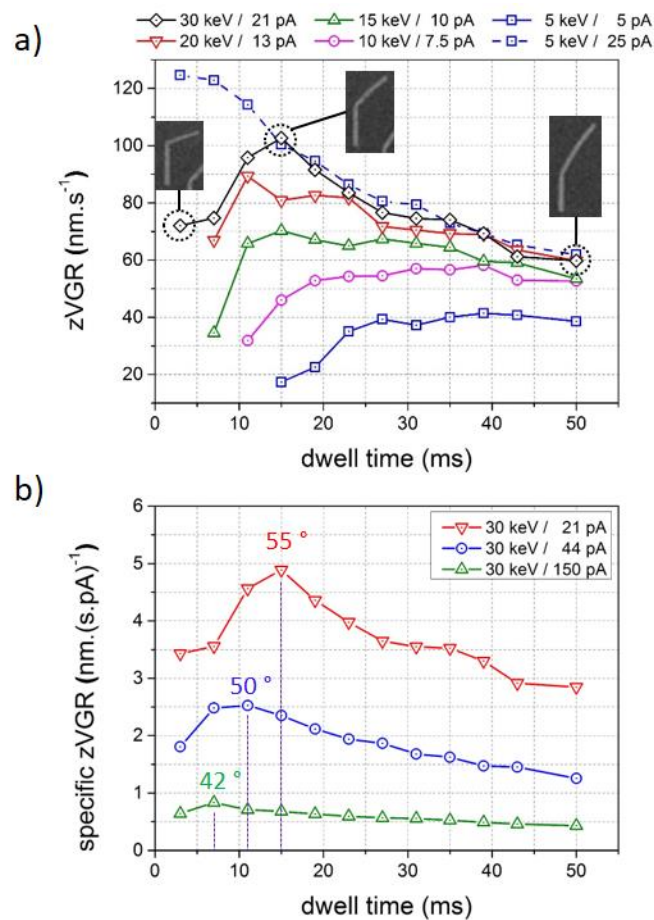 30 keV / 21 pA 15 keV / 10 pA 5 keV / 5 pA
20 keV / 13 pA 10 keV / 7.5 pA 5 keV / 25 pA
a)
120
100
80
60
40
20
zVGR (nm.s⁻¹)
0 10 20 30 40 50
dwell time (ms)
b)
6
5
4
3
2
1
0
specific zVGR (nm.(s.pA)⁻¹)
30 keV / 21 pA
30 keV / 44 pA
30 keV / 150 pA
55 °
50 °
42 °
0 10 20 30 40 50
dwell time (ms)